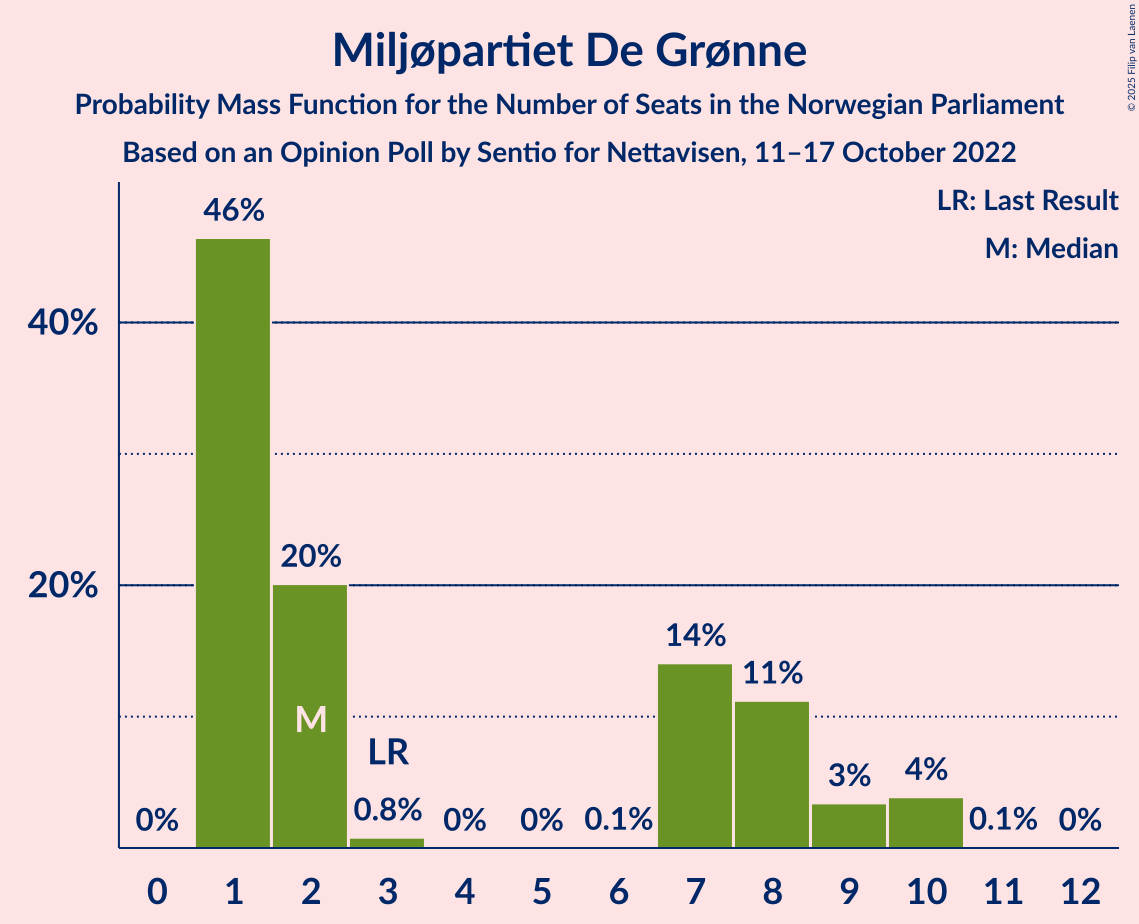 Miljøpartiet De Grønne
Probability Mass Function for the Number of Seats in the Norwegian Parliament
Based on an Opinion Poll by Sentio for Nettavisen, 11–17 October 2022
© 2025 Filip van Laenen
LR: Last Result
M: Median
46%
40%
20%
20%
14%
11%
M
LR
3%
4%
0%
0.8%
0%
0%
0.1%
0.1%
0%
0 1 2 3 4 5 6 7 8 9 10 11 12